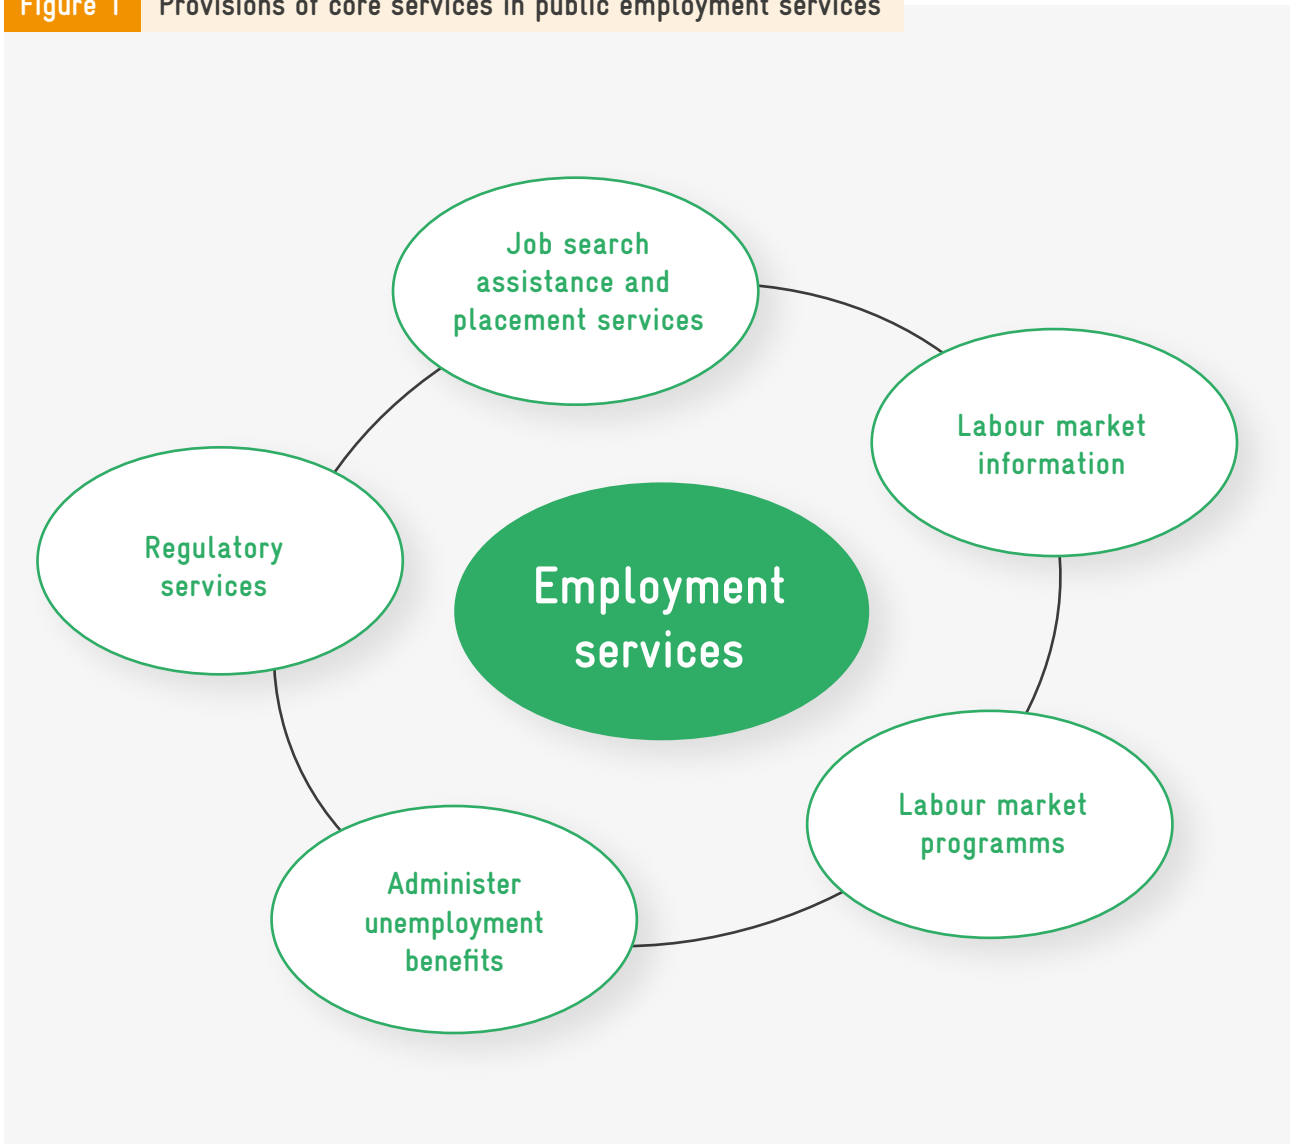 Figure 1 Provisions of core services in public employment services
Job search
assistance and
placement services
Labour market
information
Regulatory
services
Employment
services
Labour market
programms
Administer
unemployment
benefits